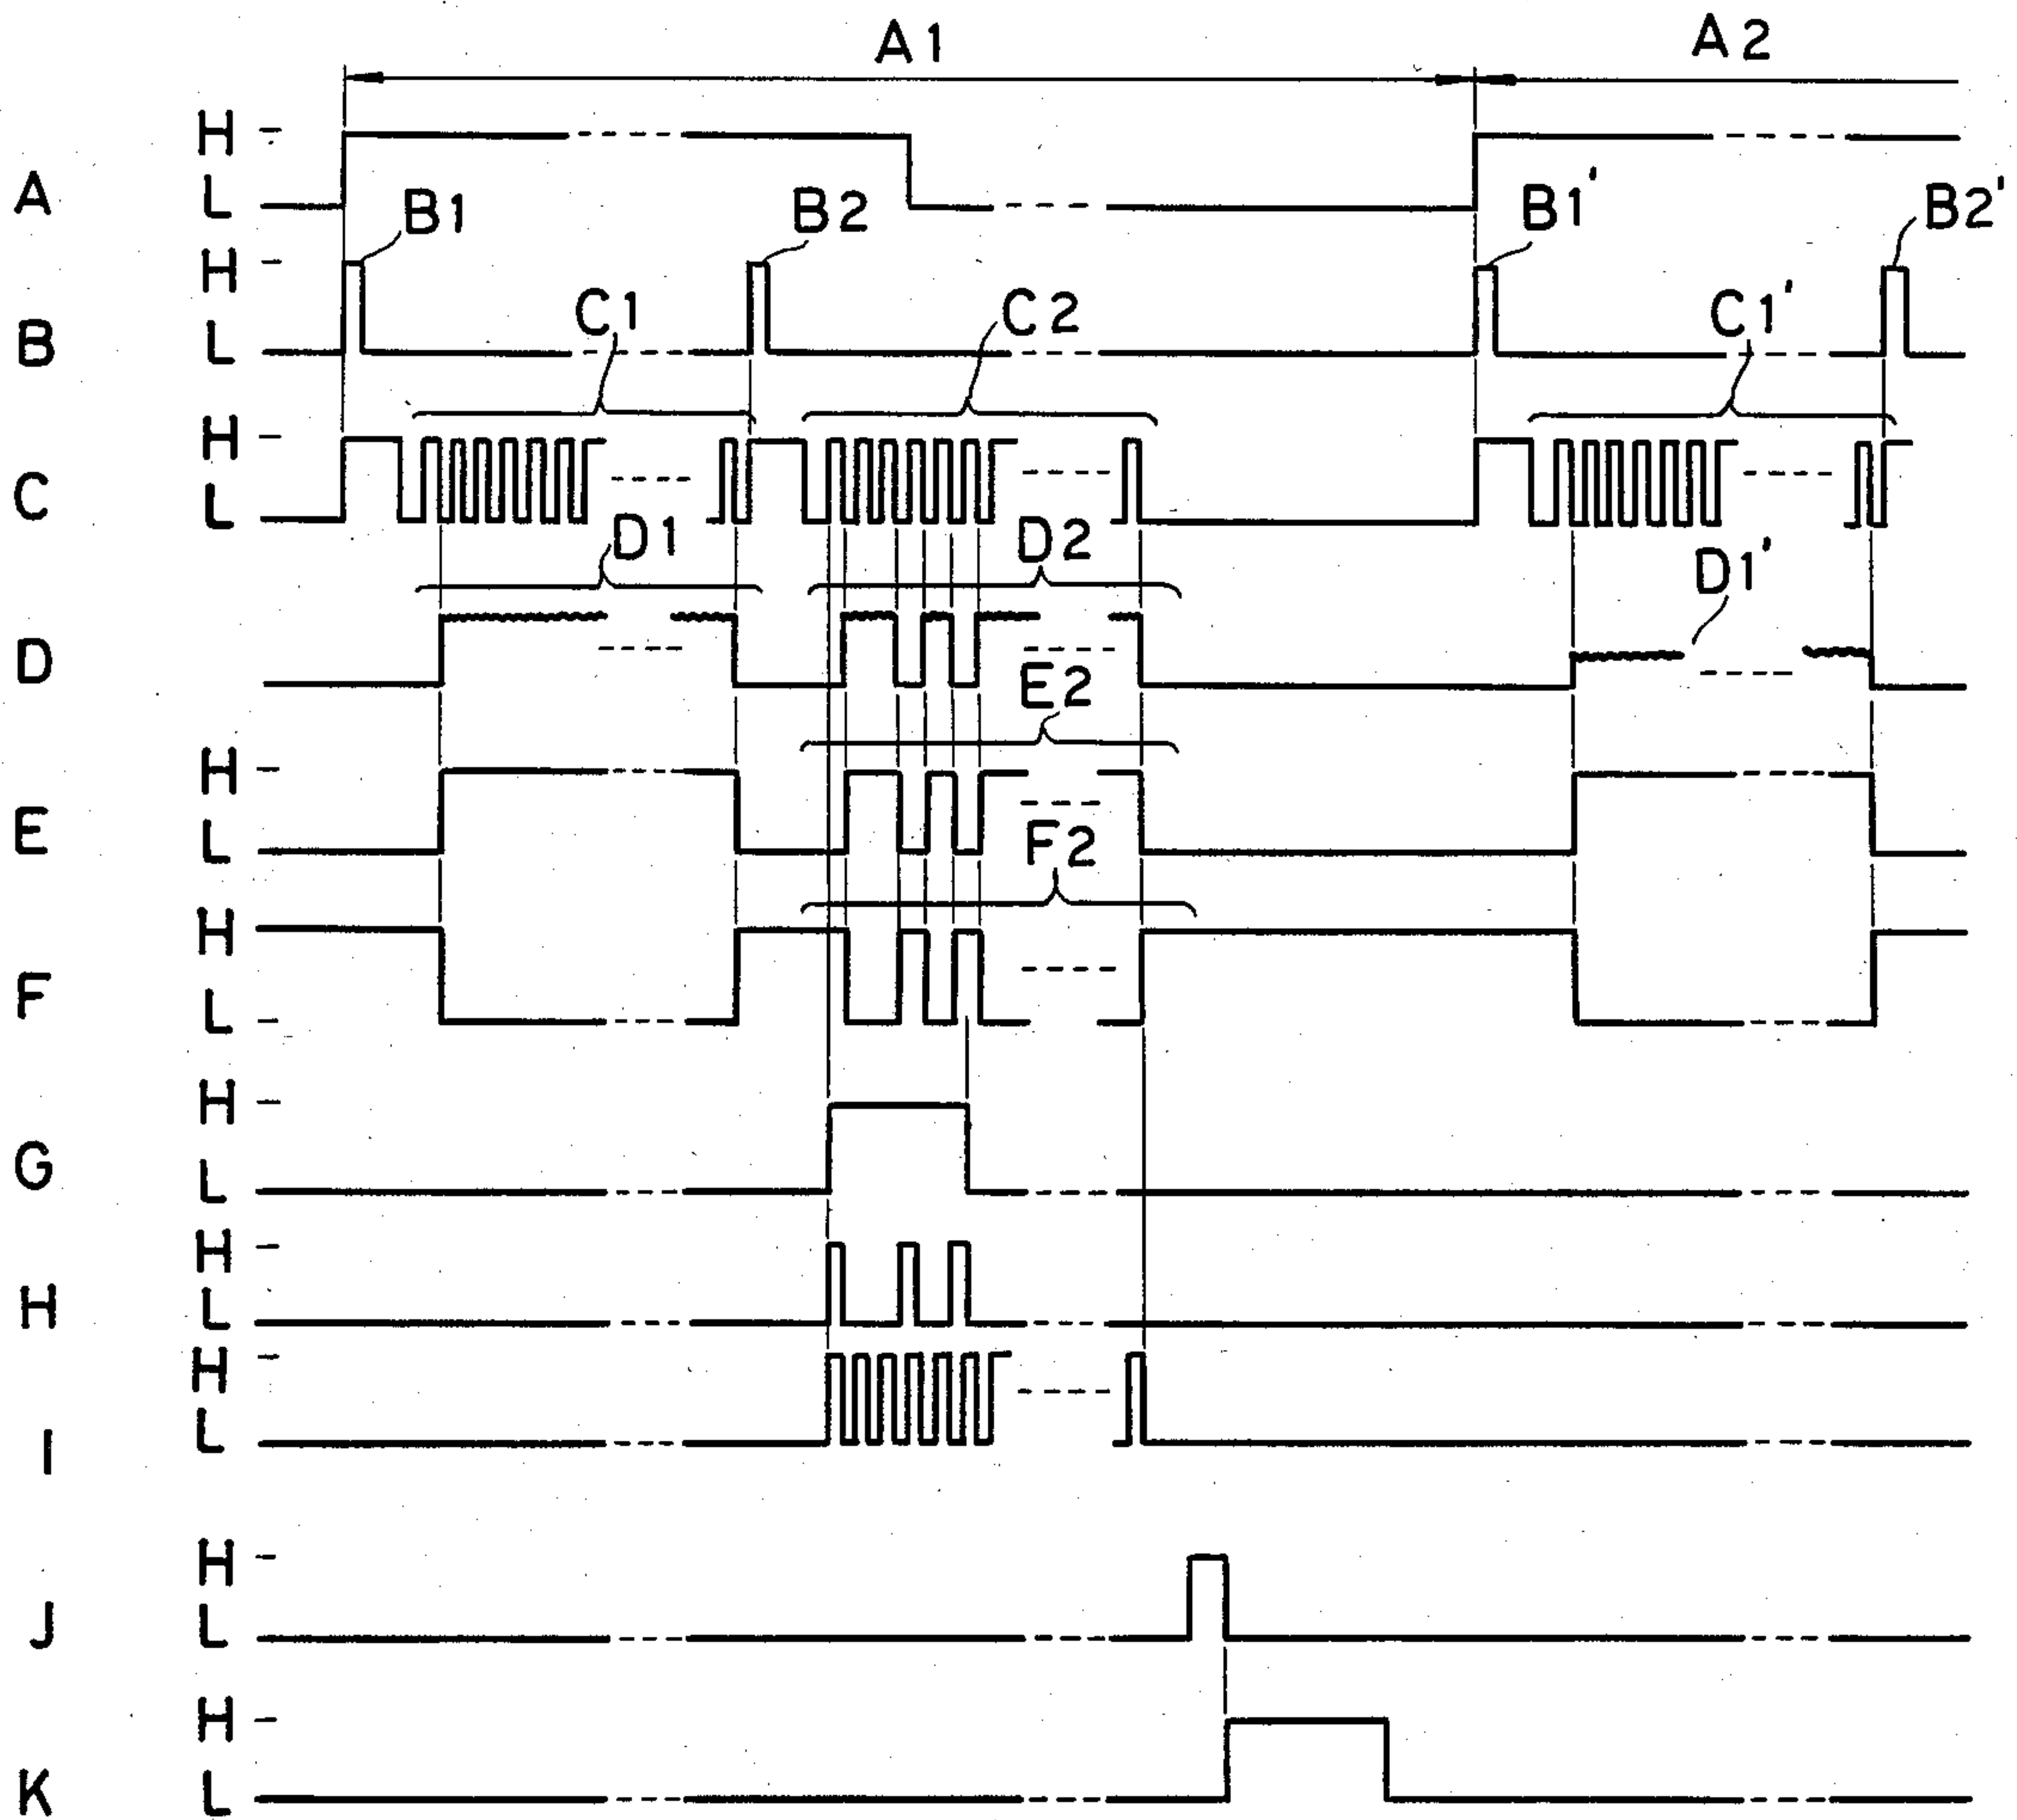 A1 A2
H
A L
B1 B2 B1' B2'
H
B L
C1 C2 C1'
H
C L
D1 D2 D1'
D
E2
H
E L
F2
H
F L
H
G L
H
H L
H
I L
H
J L
H
K L